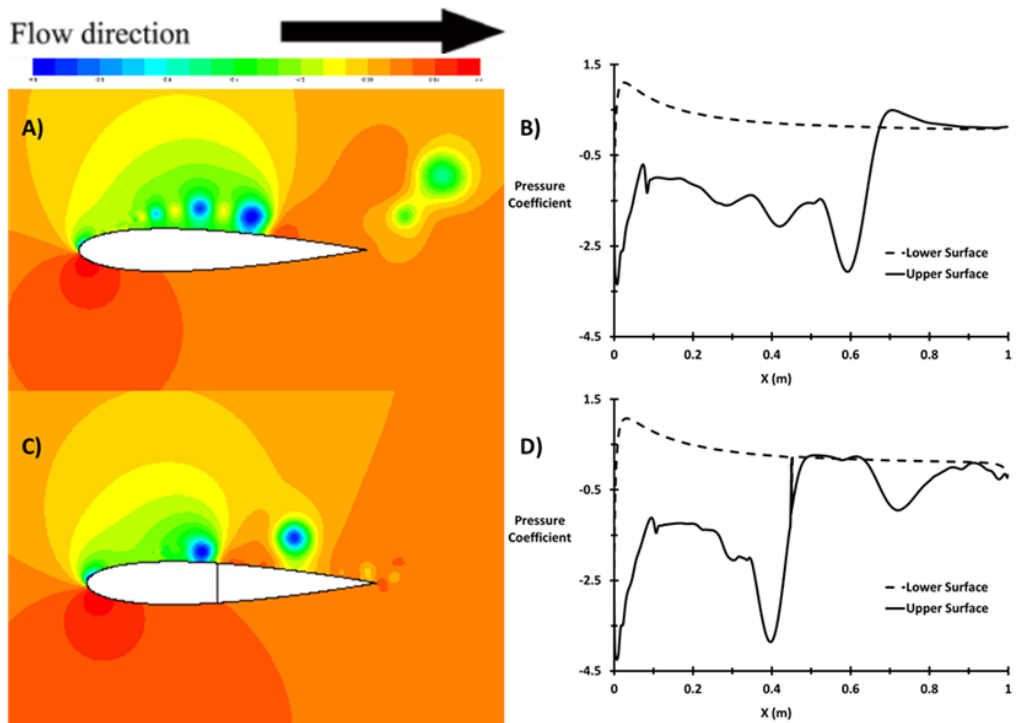 Flow direction
A)
B)
1.5
-0.5
-2.5
-4.5
Pressure
Coefficient
Lower Surface
Upper Surface
0 0.2 0.4 0.6 0.8 1
X (m)
C)
D)
1.5
-0.5
-2.5
-4.5
Pressure
Coefficient
Lower Surface
Upper Surface
0 0.2 0.4 0.6 0.8 1
X (m)